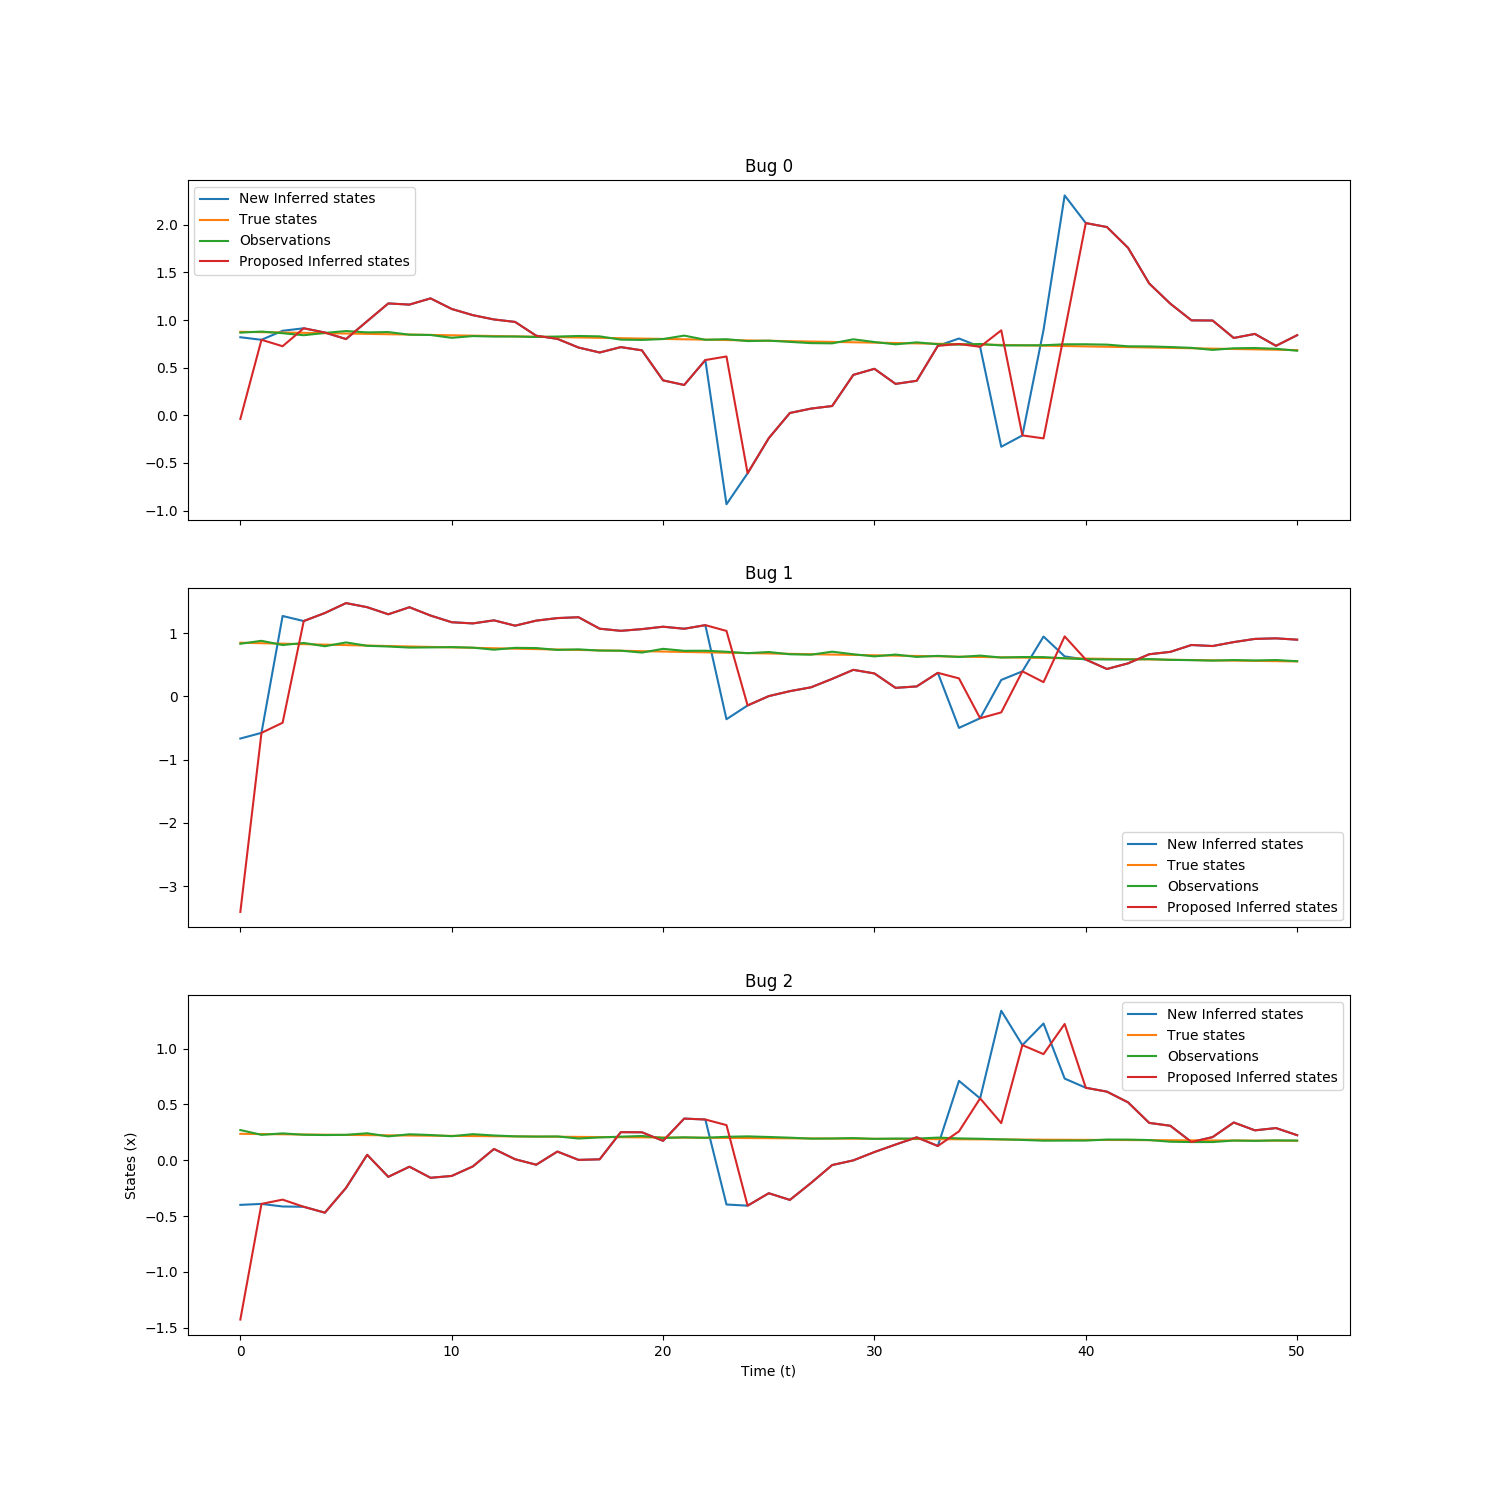 Bug 0
New Inferred states
True states
Observations
Proposed Inferred states
2.0
1.5
1.0
0.5
0.0
−0.5
−1.0
Bug 1
1
0
−1
−2
−3
New Inferred states
True states
Observations
Proposed Inferred states
Bug 2
New Inferred states
True states
Observations
Proposed Inferred states
1.0
0.5
0.0
−0.5
−1.0
−1.5
States (x)
0 10 20 30 40 50
Time (t)